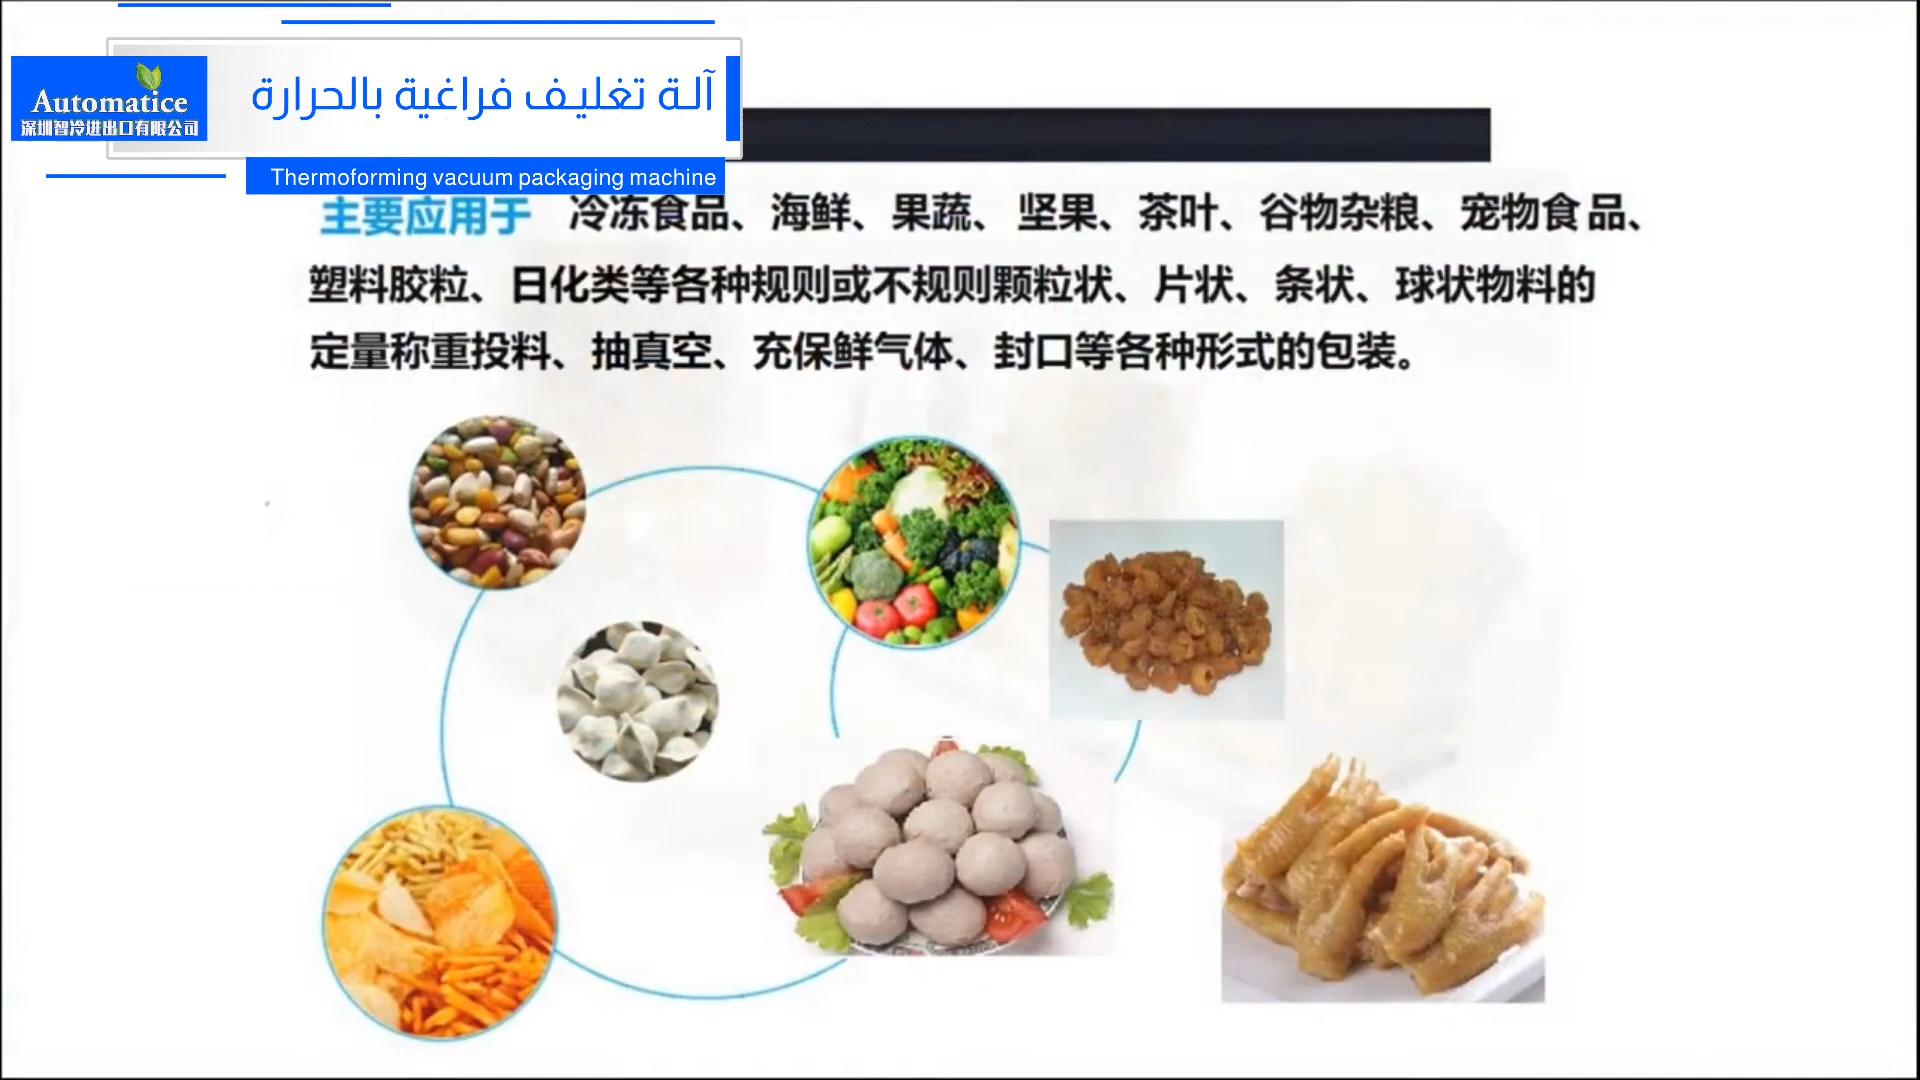 آلة تغليف فراغية بالحرارة
Automatice
深圳智冷进出口有限公司
Thermoforming vacuum packaging machine
主要应用于 冷冻食品、海鲜、果蔬、坚果、茶叶、谷物杂粮、宠物食品、
塑料胶粒、日化类等各种规则或不规则颗粒状、片状、条状、球状物料的
定量称重投料、抽真空、充保鲜气体、封口等各种形式的包装。